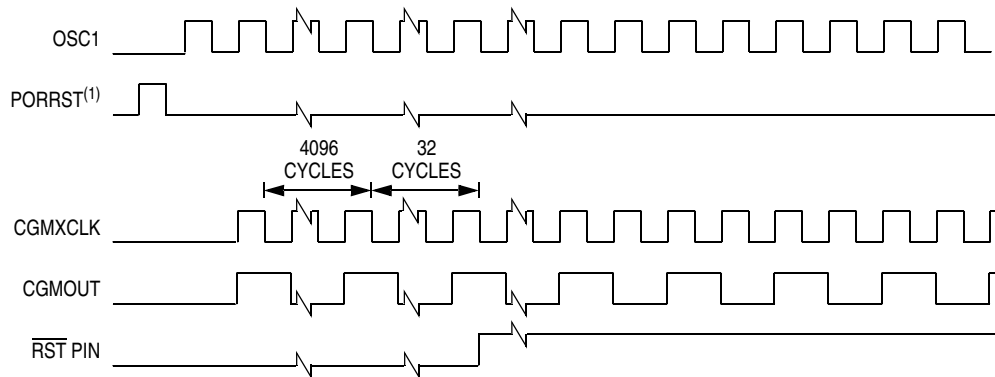 OSC1
PORRST(1)
4096
CYCLES
32
CYCLES
CGMXCLK
CGMOUT
RST PIN